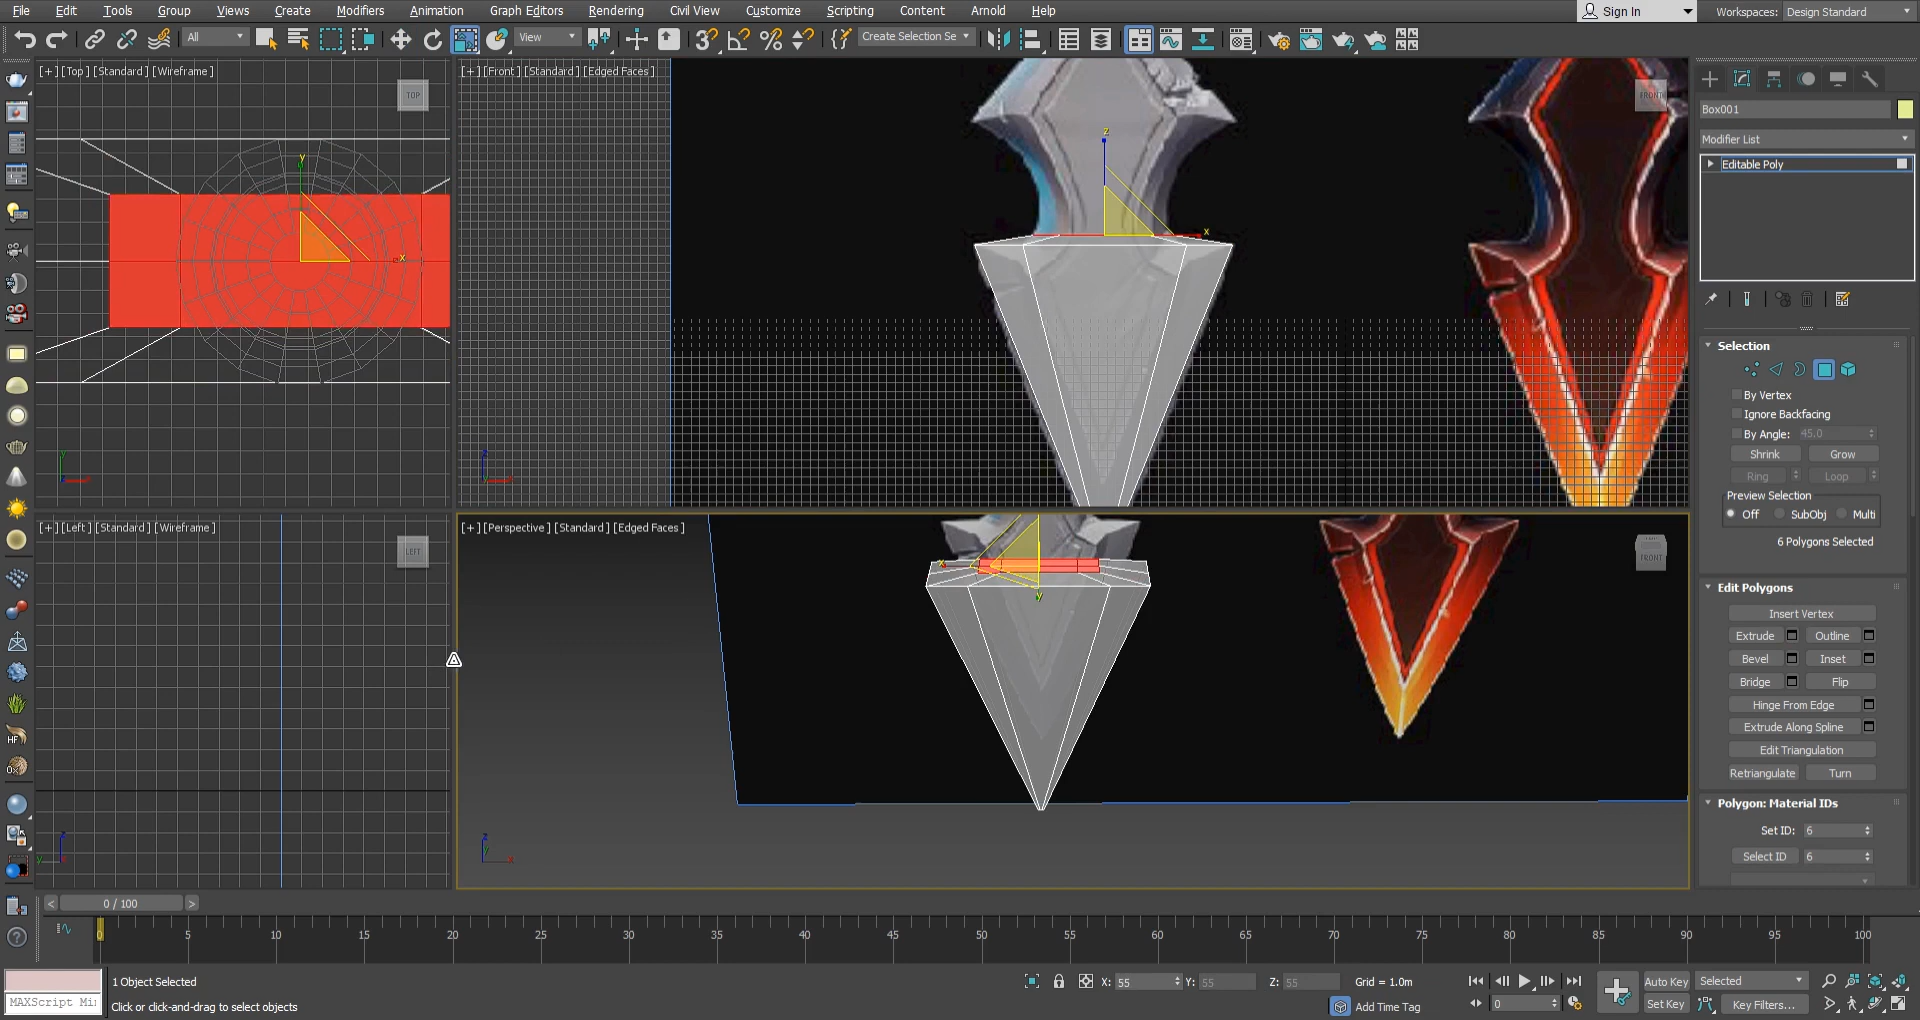 File Edit Tools Group Views Create Modifiers Animation Graph Editors Rendering Civil View Customize Scripting Content Arnold Help Sign In Workspaces: Design Standard
All View Create Selection Se
[+] [Top] [Standard] [Wireframe]
TOP
[+] [Front] [Standard] [Edged Faces]
FRONT
y
x
z
x
Box001
Modifier List
Editable Poly
Selection
By Vertex
Ignore Backfacing
By Angle: 45.0
Shrink Grow
Ring Loop
Preview Selection
Off SubObj Multi
6 Polygons Selected
[+] [Left] [Standard] [Wireframe]
LEFT
[+] [Perspective] [Standard] [Edged Faces]
FRONT
x
y
Edit Polygons
Insert Vertex
Extrude Outline
Bevel Inset
Bridge Flip
Hinge From Edge
Extrude Along Spline
Edit Triangulation
Retriangulate Turn
Polygon: Material IDs
Set ID: 6
Select ID 6
HF
< 0 / 100 >
0 5 10 15 20 25 30 35 40 45 50 55 60 65 70 75 80 85 90 95 100
1 Object Selected
X: 55 Y: 55 Z: 55 Grid = 1.0m
Auto Key Selected
MAXScript Mi
Click or click-and-drag to select objects
Add Time Tag
0
Set Key Key Filters...